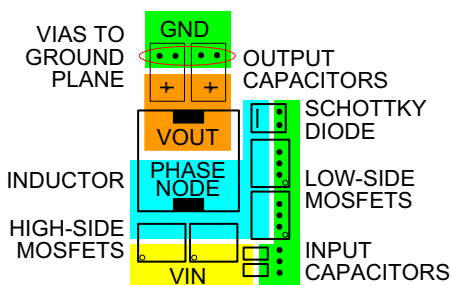 GND
VIAS TO
GROUND
PLANE
OUTPUT
CAPACITORS
SCHOTTKY
DIODE
VOUT
PHASE
NODE
INDUCTOR
LOW-SIDE
MOSFETS
HIGH-SIDE
MOSFETS
INPUT
CAPACITORS
VIN